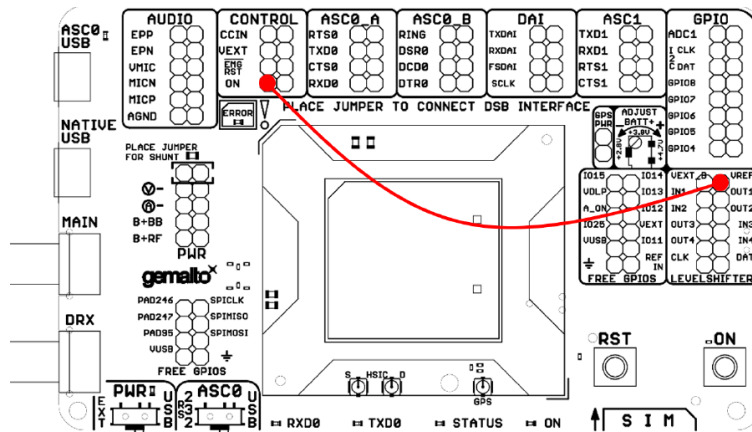 AUDIO
EPP
EPN
VMIC
MICN
MICP
AGND
CONTROL
CCIN
VEXT
EMG
RST
ON
ASC0_A
RTS0
TXD0
CTS0
RXD0
ASC0_B
RING
DSR0
DCD0
DTR0
DAI
TXDAI
RXDAI
FSDAI
SCLK
ASC1
TXD1
RXD1
RTS1
CTS1
GPIO
ADC1
I2C
CLK
DAT
GPIO8
GPIO7
GPIO6
GPIO5
GPIO4
ASC0
USB
NATIVE
USB
MAIN
DRX
ERROR
!
PLACE JUMPER TO CONNECT DSB INTERFACE
GPS
PWR
ADJUST
BATT+
- +
+3.8V
+2.8V
+4.7V
PLACE JUMPER
FOR SHUNT
V-
A-
B+BB
B+RF
PWR
gemalto
IO15 IO14
VDLP IO13
A_ON IO12
IO25 VEXT
VUSB IO11
REF
IN
FREE GPIOS
VEXT_B VREF
IN1 OUT1
IN2 OUT2
OUT3 IN3
OUT4 IN4
CLK DAT
LEVELSHIFTER
PAD246 SPICLK
PAD247 SPIMISO
PAD95 SPIMOSI
VUSB
FREE GPIOS
RST
ON
S HSIC D
GPS
PWR
EXT
USB
ASC0
RS232
USB
RXD0
TXD0
STATUS
ON
SIM